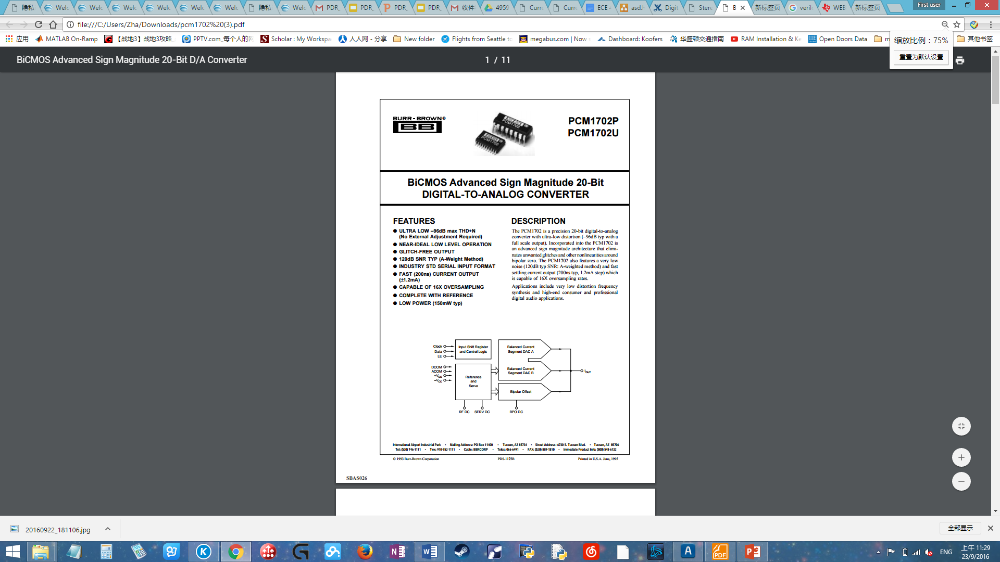 隐私 Welc Welc Welc Welc Welc Welc 隐私 Welc PDR_ PDR_ PDR_ PDR_ 收件 4959 Curre Curre ECE asd.h Digit Stere B 新标签页 veril WEB 新标签页 First user
file:///C:/Users/Zha/Downloads/pcm1702%20(3).pdf
应用 MATLAB On-Ramp 【战地3】战地3攻略_ PPTV.com_每个人的 Scholar : My Workspa 人人网 - 分享 New folder Flights from Seattle to megabus.com | Now Dashboard: Koofers 华盛顿交通指南 RAM Installation & Ke Open Doors Data 其他书签
缩放比例：75%
重置为默认设置
BiCMOS Advanced Sign Magnitude 20-Bit D/A Converter 1 / 11
BURR-BROWN®
BB
PCM1702
PCM1702
PCM1702P
PCM1702U
BiCMOS Advanced Sign Magnitude 20-Bit
DIGITAL-TO-ANALOG CONVERTER
FEATURES
● ULTRA LOW –96dB max THD+N
(No External Adjustment Required)
● NEAR-IDEAL LOW LEVEL OPERATION
● GLITCH-FREE OUTPUT
● 120dB SNR TYP (A-Weight Method)
● INDUSTRY STD SERIAL INPUT FORMAT
● FAST (200ns) CURRENT OUTPUT
(±1.2mA)
● CAPABLE OF 16X OVERSAMPLING
● COMPLETE WITH REFERENCE
● LOW POWER (150mW typ)
DESCRIPTION
The PCM1702 is a precision 20-bit digital-to-analog
converter with ultra-low distortion (–96dB typ with a
full scale output). Incorporated into the PCM1702 is
an advanced sign magnitude architecture that elimi-
nates unwanted glitches and other nonlinearities around
bipolar zero. The PCM1702 also features a very low
noise (120dB typ SNR: A-weighted method) and fast
settling current output (200ns typ, 1.2mA step) which
is capable of 16X oversampling rates.
Applications include very low distortion frequency
synthesis and high-end consumer and professional
digital audio applications.
Clock
Data
LE
Input Shift Register
and Control Logic
DCOM
ACOM
+VDC
–VDC
Reference
and
Servo
Balanced Current
Segment DAC A
Balanced Current
Segment DAC B
Bipolar Offset
IOUT
RF DC SERV DC BPO DC
International Airport Industrial Park • Mailing Address: PO Box 11400 • Tucson, AZ 85734 • Street Address: 6730 S. Tucson Blvd. • Tucson, AZ 85706
Tel: (520) 746-1111 • Twx: 910-952-1111 • Cable: BBRCORP • Telex: 066-6491 • FAX: (520) 889-1510 • Immediate Product Info: (800) 548-6132
© 1993 Burr-Brown Corporation PDS-1175B Printed in U.S.A. June, 1995
SBAS026
20160922_181106.jpg 全部显示
ENG 上午 11:29
23/9/2016